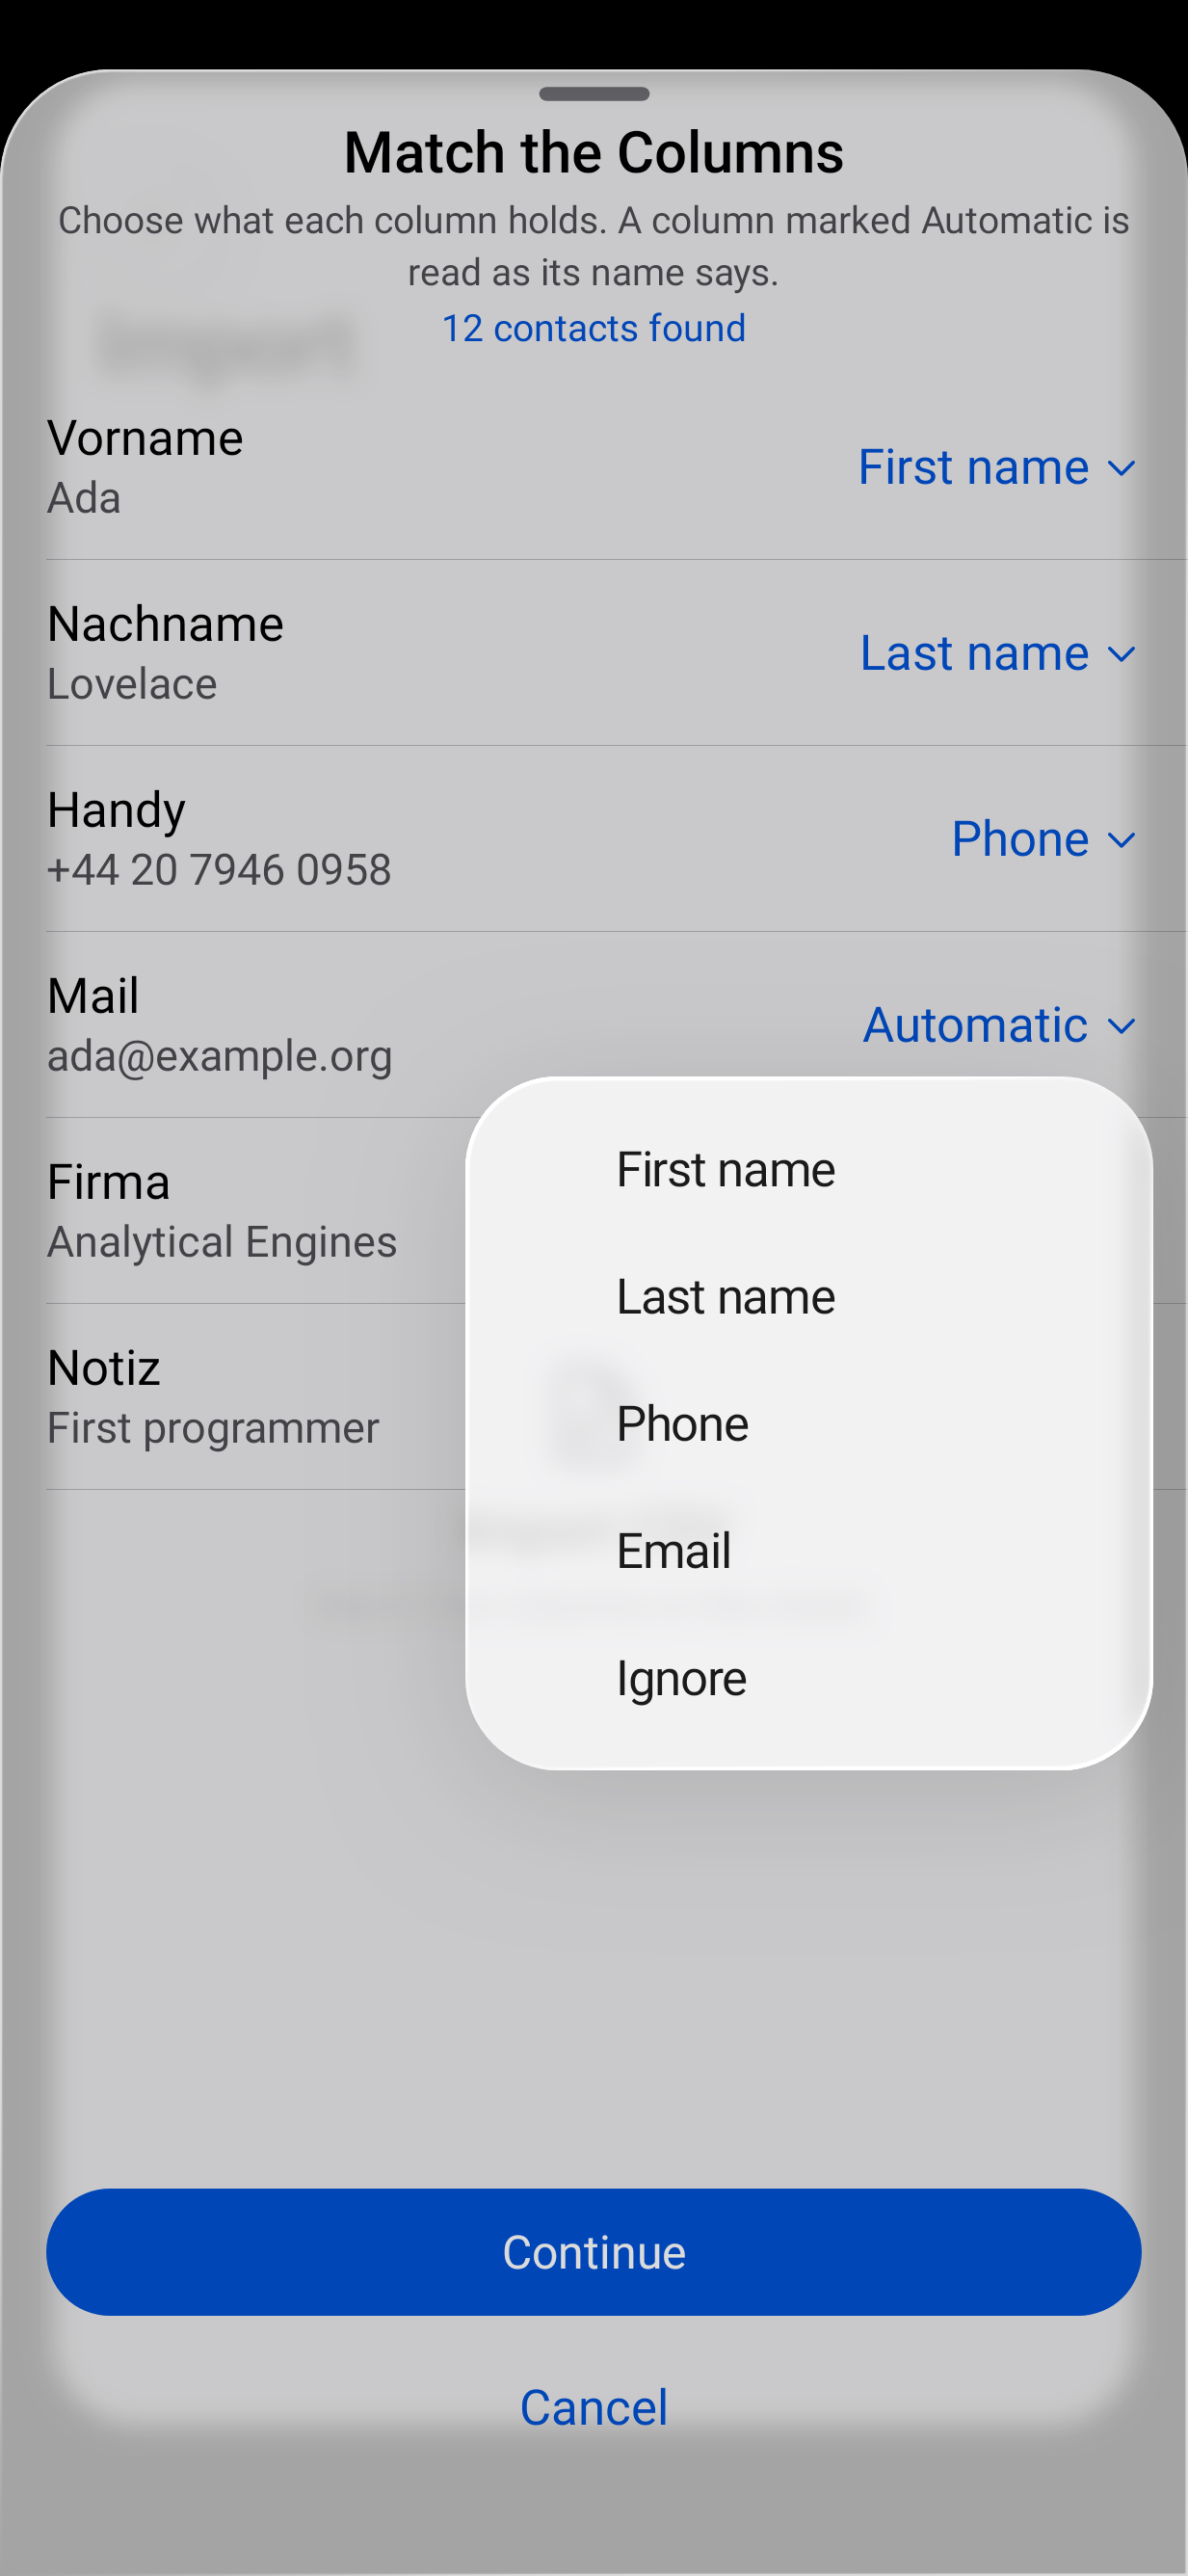 Match the Columns
Choose what each column holds. A column marked Automatic is
read as its name says.
12 contacts found
Import
Vorname
Ada
First name
Nachname
Lovelace
Last name
Handy
+44 20 7946 0958
Phone
Mail
ada@example.org
Automatic
Firma
Analytical Engines
Notiz
First programmer
First name
Last name
Phone
Email
Ignore
Continue
Cancel